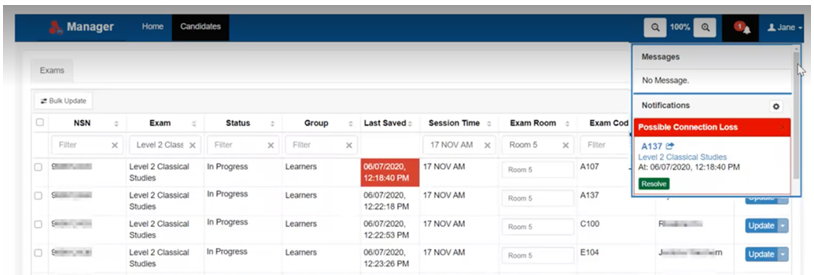 Manager Home Candidates 100% 1 Jane
Messages
No Message.
Notifications
Possible Connection Loss
A137
Level 2 Classical Studies
At: 06/07/2020, 12:18:40 PM
Resolve
Exams
Bulk Update
NSN Exam Status Group Last Saved Session Time Exam Room Exam Cod
Filter Level 2 Class Filter Filter 17 NOV AM Room 5 Filter
Level 2 Classical Studies In Progress Learners 06/07/2020, 12:18:40 PM 17 NOV AM Room 5 A107
Level 2 Classical Studies In Progress Learners 06/07/2020, 12:22:18 PM 17 NOV AM Room 5 A137 Update
Level 2 Classical Studies In Progress Learners 06/07/2020, 12:22:53 PM 17 NOV AM Room 5 C100 Update
Level 2 Classical Studies In Progress Learners 06/07/2020, 12:23:26 PM 17 NOV AM Room 5 E104 Update